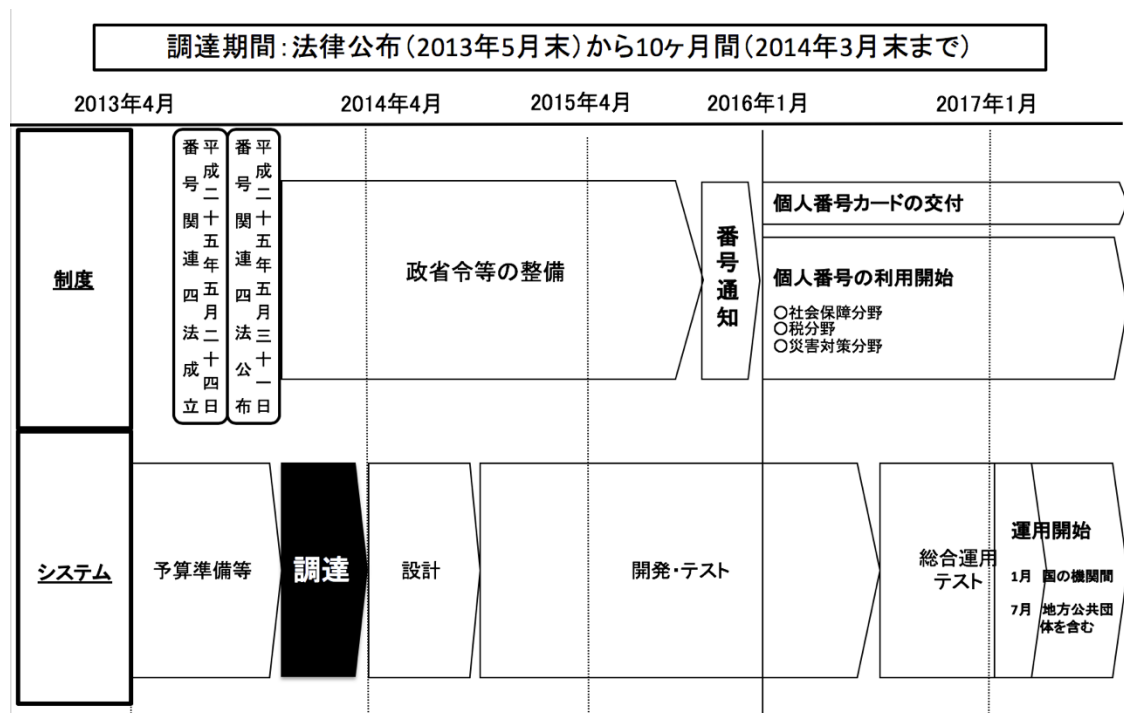 調達期間：法律公布（2013年5月末）から10ヶ月間（2014年3月末まで）
2013年4月
2014年4月
2015年4月
2016年1月
2017年1月
制度
平成二十五年五月二十四日
番号関連四法成立
平成二十五年五月三十一日
番号関連四法公布
政省令等の整備
番号通知
個人番号カードの交付
個人番号の利用開始
○社会保障分野
○税分野
○災害対策分野
システム
予算準備等
調達
設計
開発・テスト
総合運用
テスト
運用開始
1月 国の機関間
7月 地方公共団
体を含む